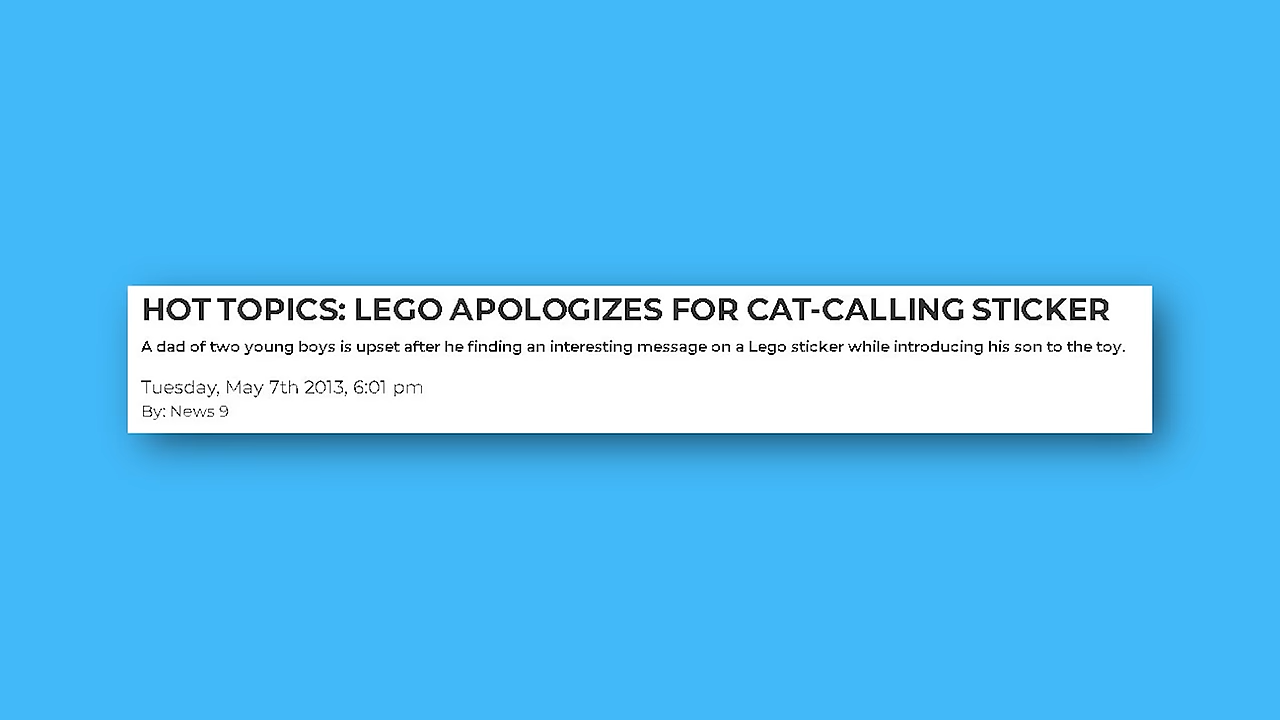 HOT TOPICS: LEGO APOLOGIZES FOR CAT-CALLING STICKER
A dad of two young boys is upset after he finding an interesting message on a Lego sticker while introducing his son to the toy.
Tuesday, May 7th 2013, 6:01 pm
By: News 9